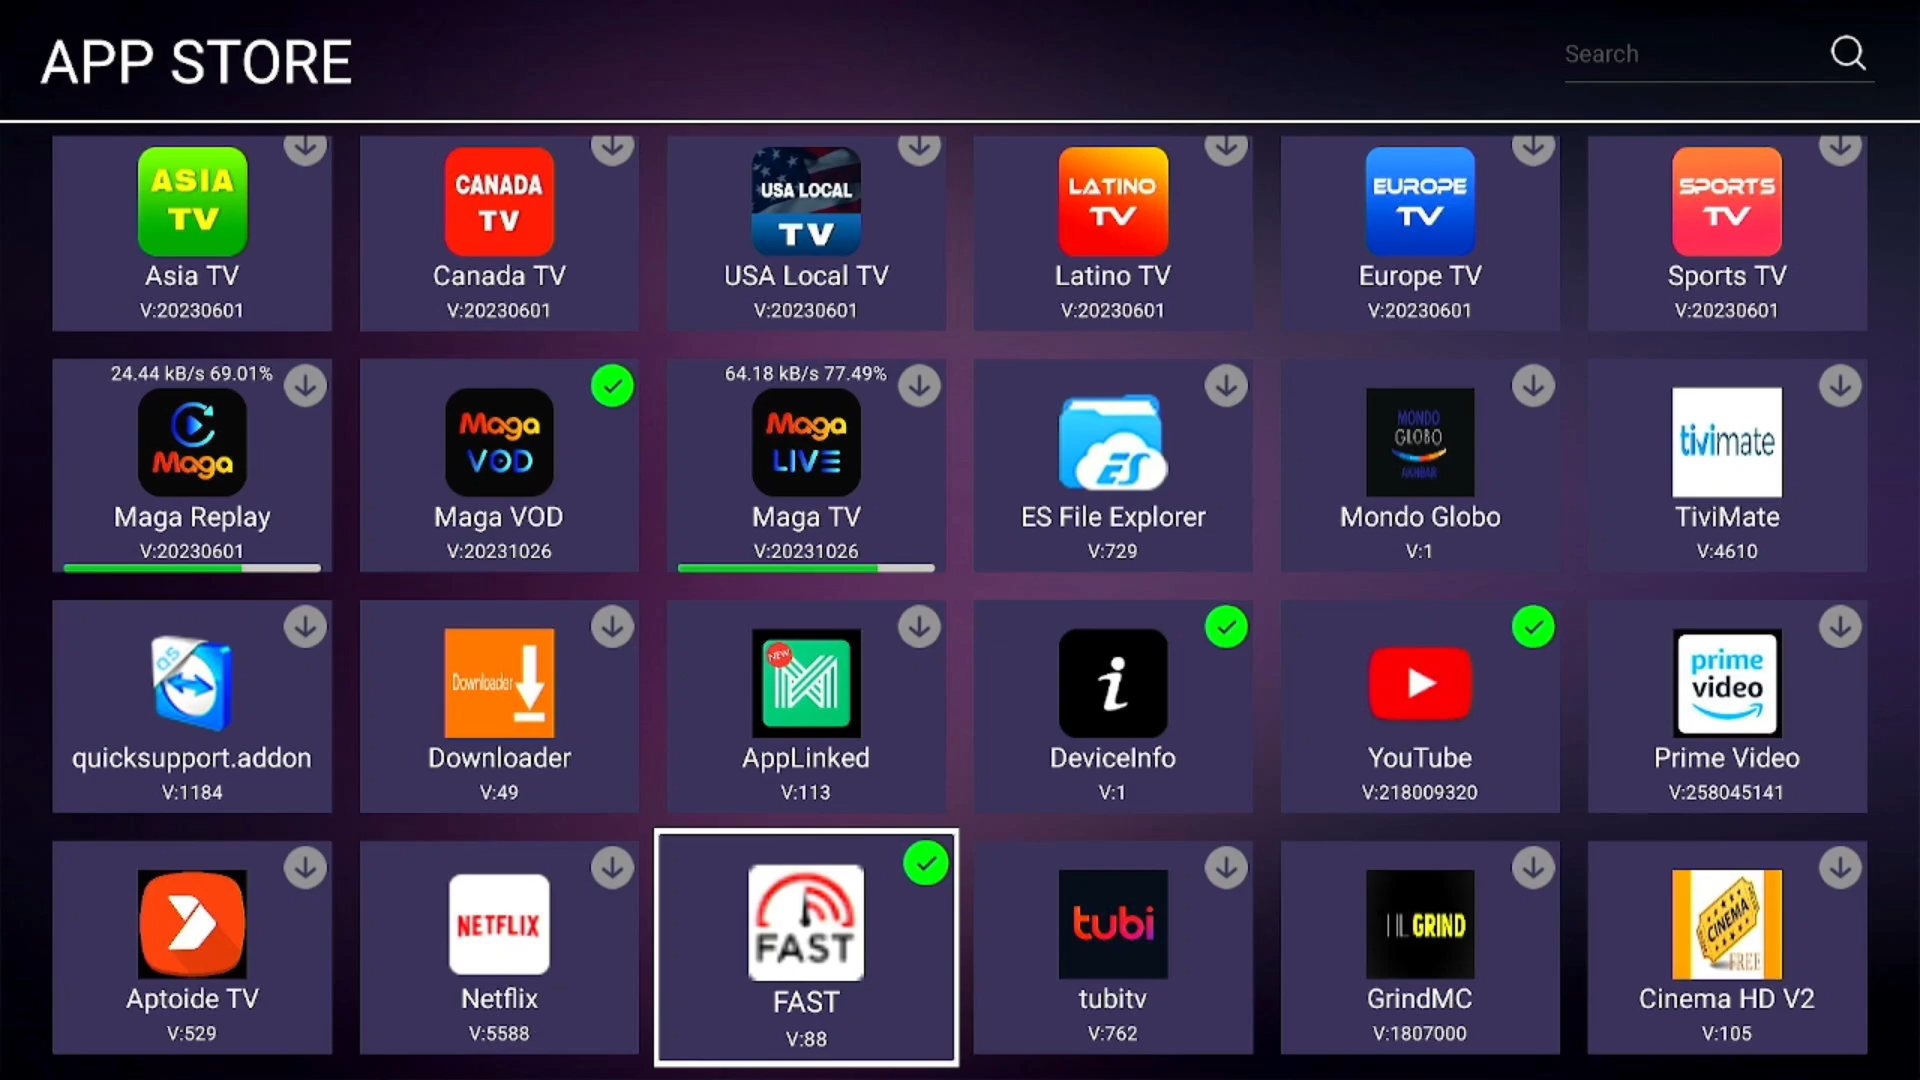 APP STORE
Search
ASIA
TV
Asia TV
V:20230601
CANADA
TV
Canada TV
V:20230601
USA LOCAL
TV
USA Local TV
V:20230601
LATINO
TV
Latino TV
V:20230601
EUROPE
TV
Europe TV
V:20230601
SPORTS
TV
Sports TV
V:20230601
24.44 kB/s 69.01%
Maga
Maga Replay
V:20230601
Maga
VOD
Maga VOD
V:20231026
64.18 kB/s 77.49%
Maga
LIVE
Maga TV
V:20231026
ES
ES File Explorer
V:729
MONDO
GLOBO
AKHBAR
Mondo Globo
V:1
tivimate
TiviMate
V:4610
QS
quicksupport.addon
V:1184
Downloader
Downloader
V:49
NEW
AppLinked
V:113
i
DeviceInfo
V:1
YouTube
V:218009320
prime
video
Prime Video
V:258045141
Aptoide TV
V:529
NETFLIX
Netflix
V:5588
FAST
FAST
V:88
tubi
tubitv
V:762
GRIND
GrindMC
V:1807000
CINEMA
FREE
Cinema HD V2
V:105